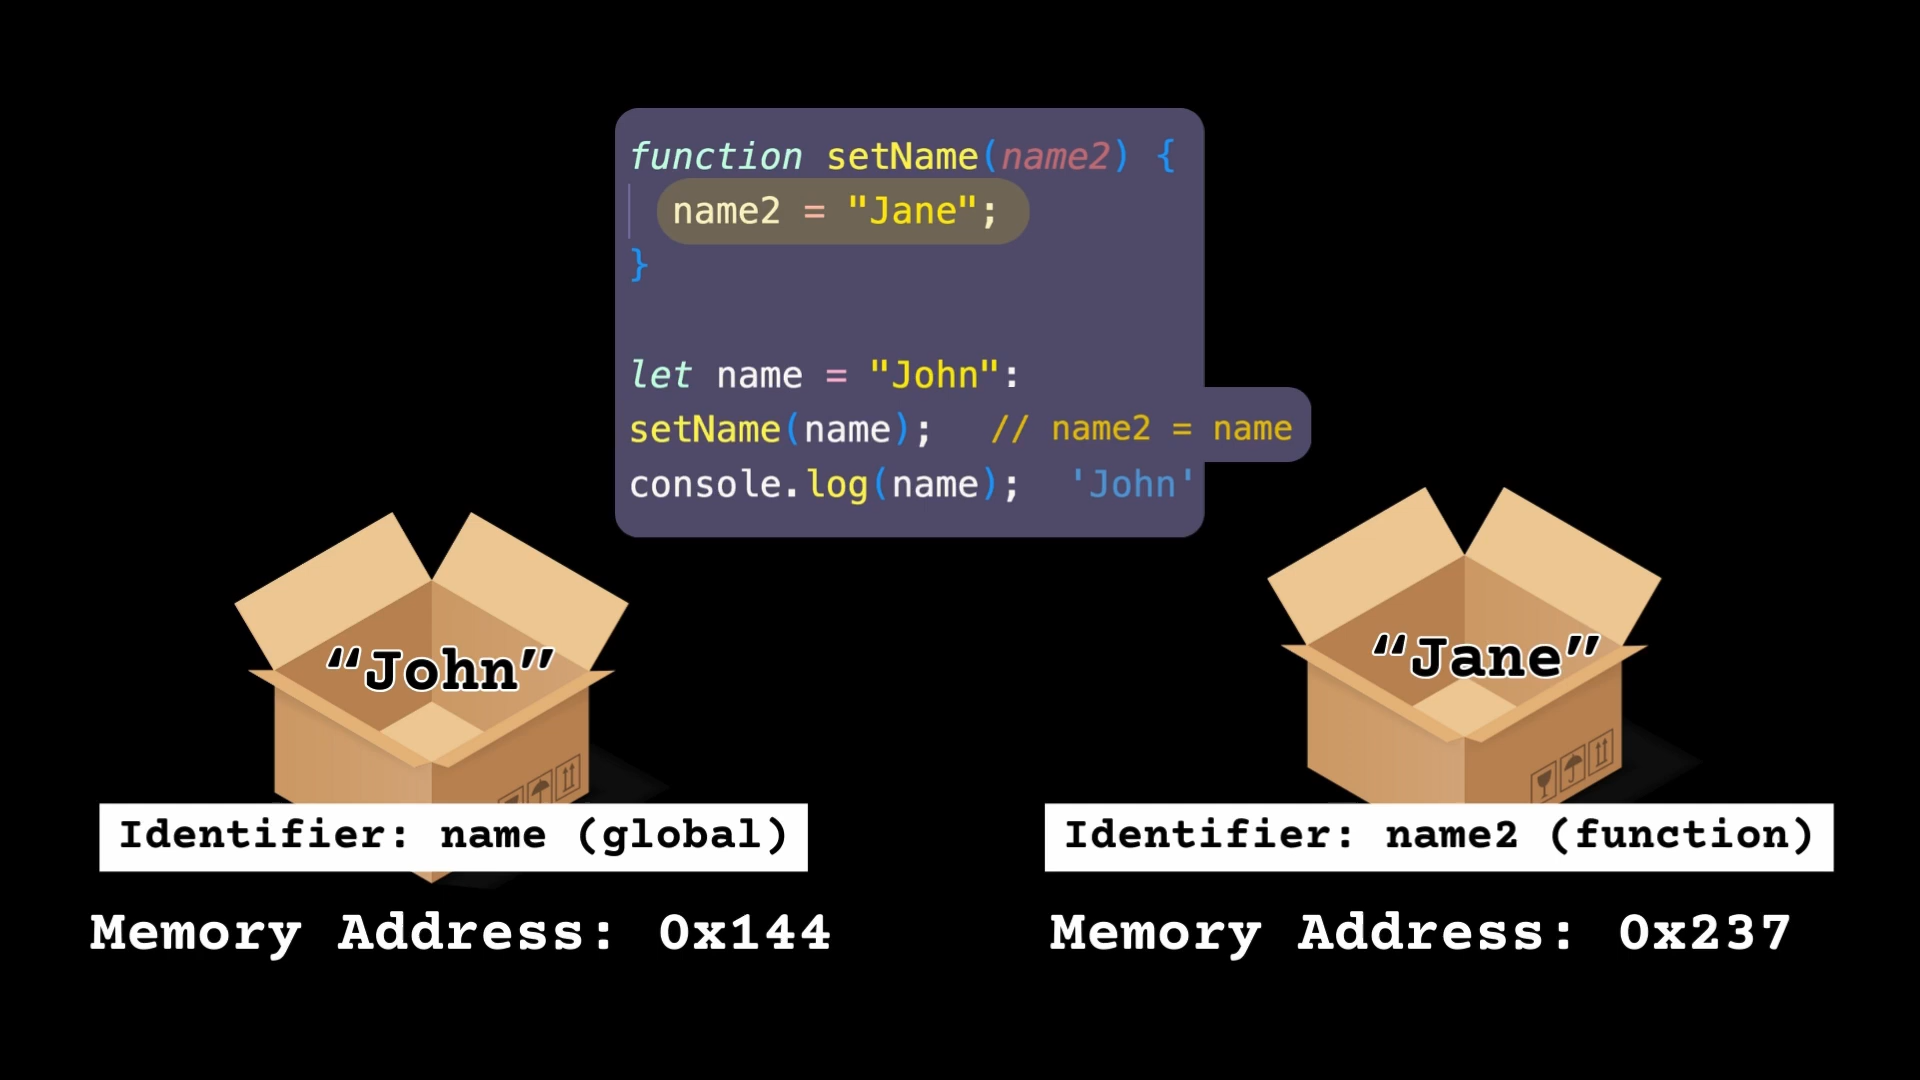 function setName(name2) {
name2 = "Jane";
}
let name = "John":
setName(name); // name2 = name
console.log(name); 'John'
“John”
“Jane”
Identifier: name (global)
Identifier: name2 (function)
Memory Address: 0x144
Memory Address: 0x237